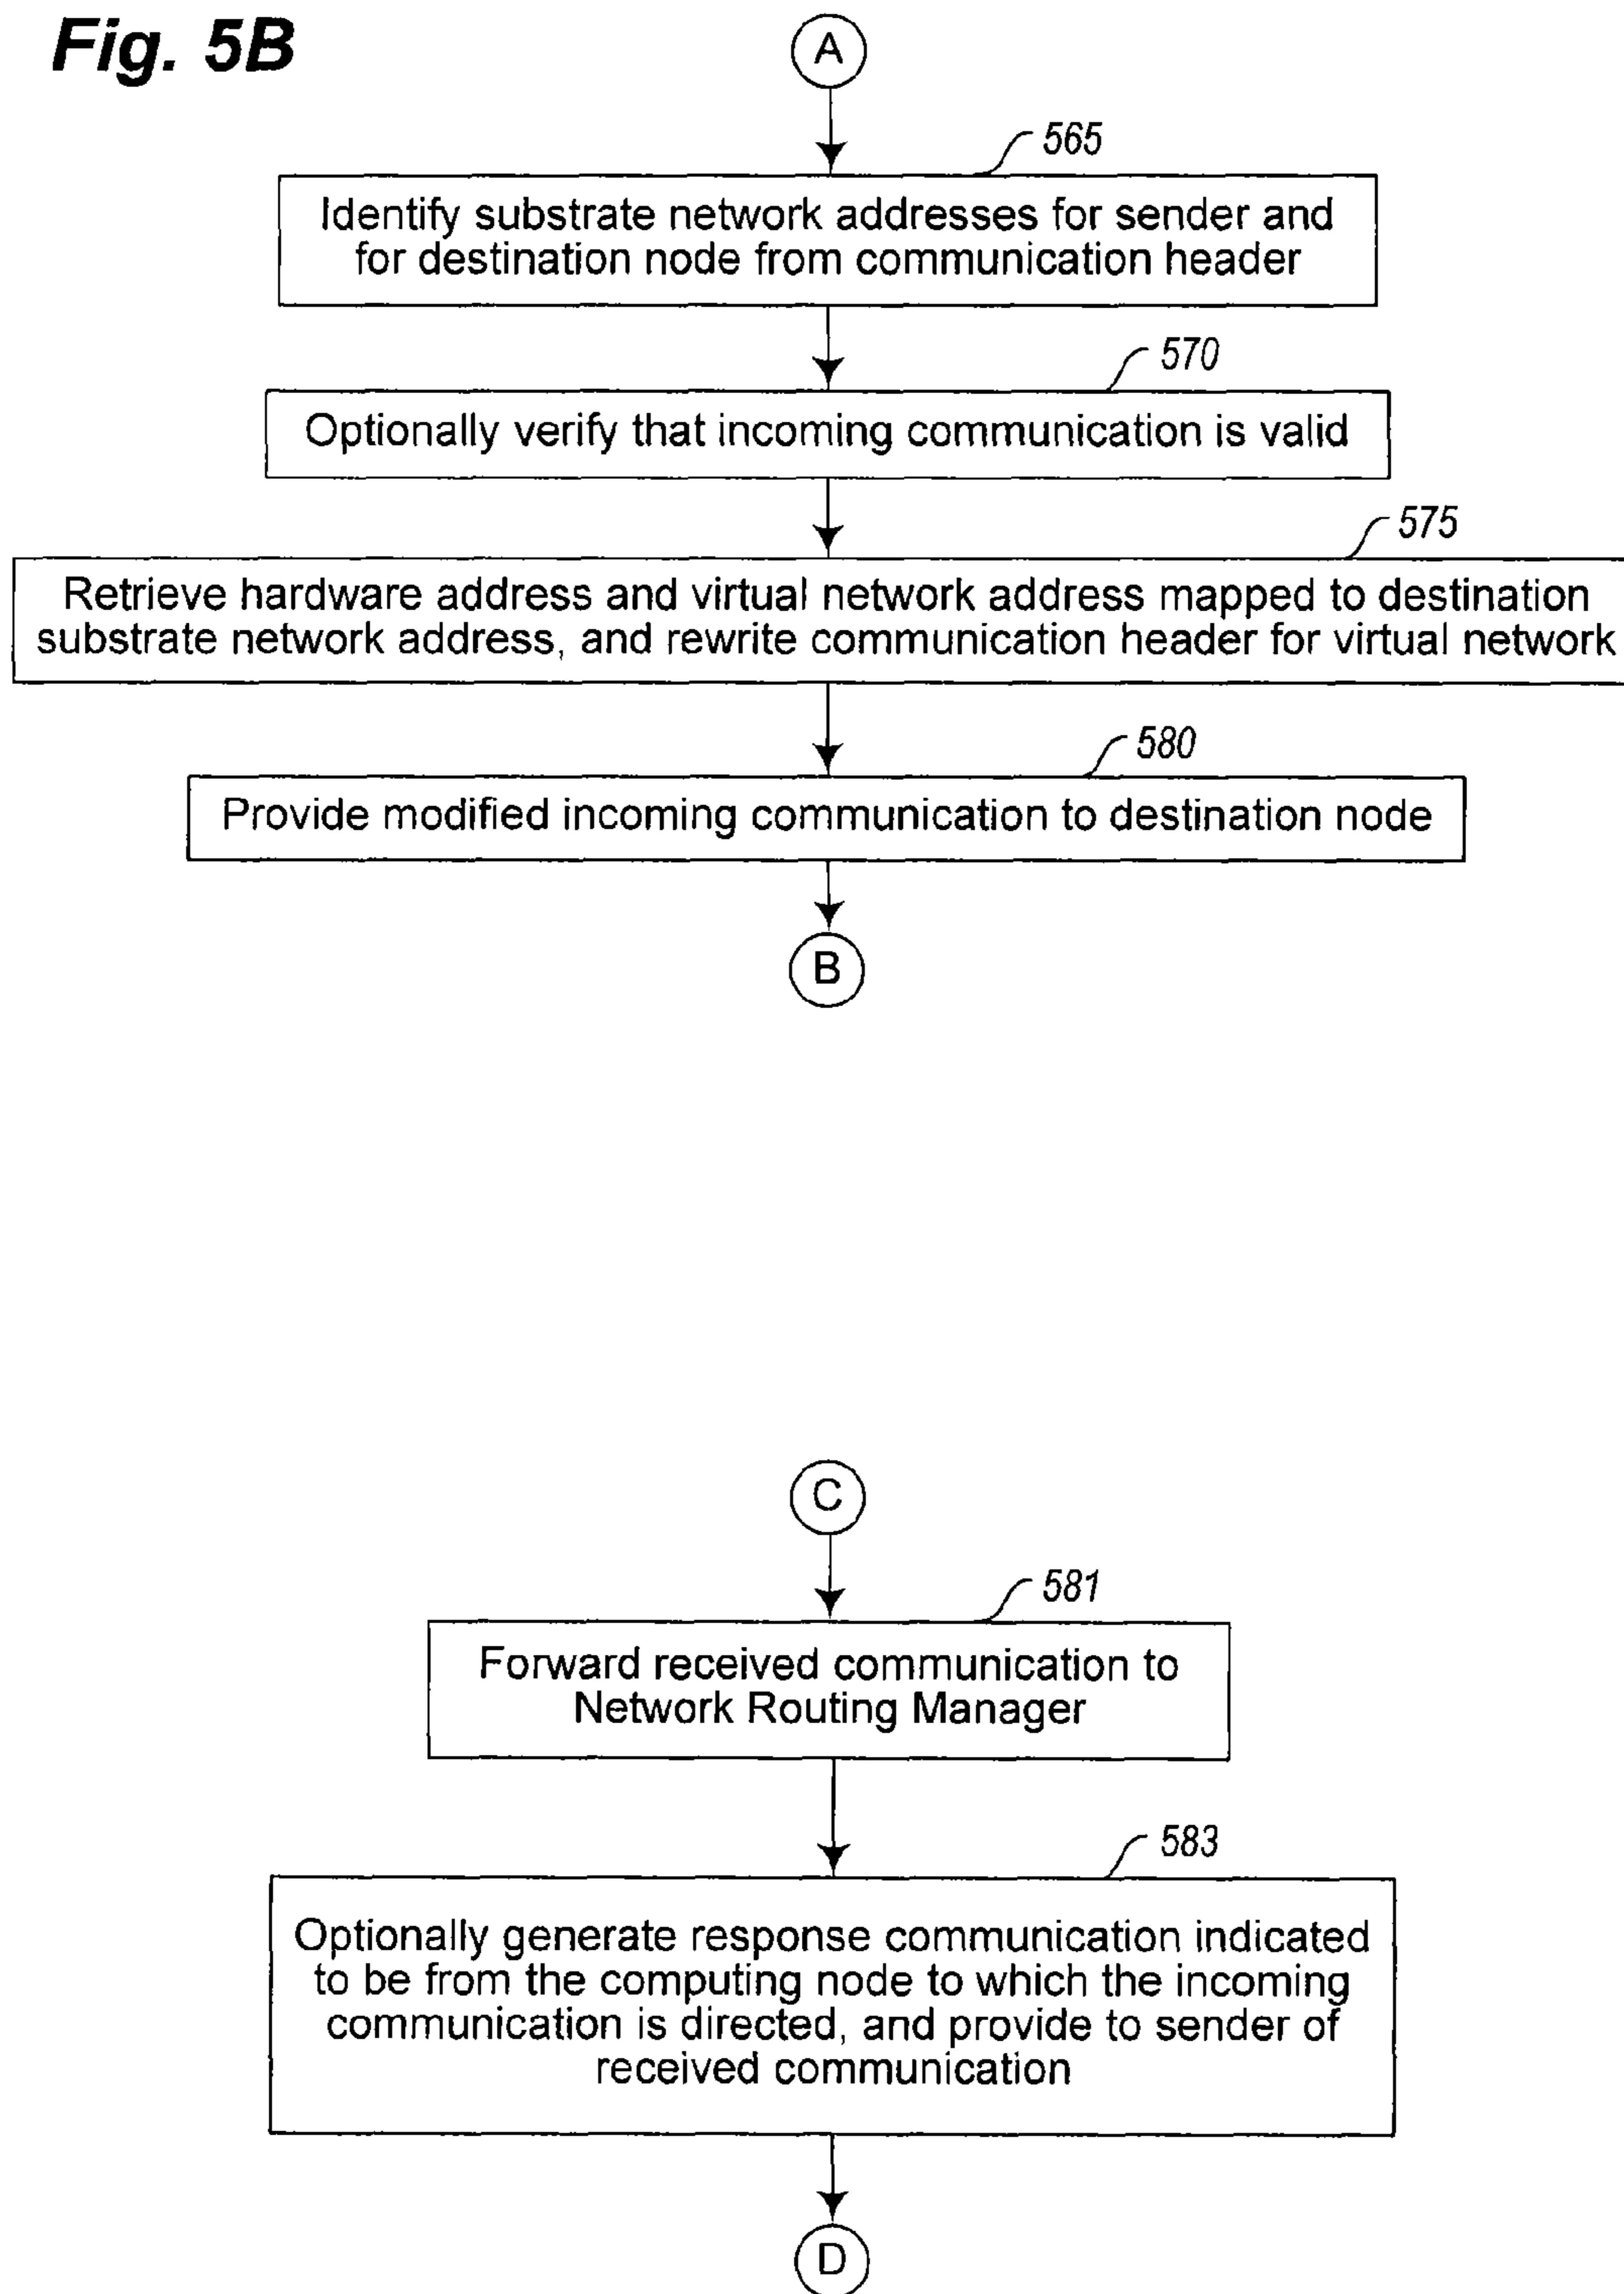 Fig. 5B
A
565
Identify substrate network addresses for sender and
for destination node from communication header
570
Optionally verify that incoming communication is valid
575
Retrieve hardware address and virtual network address mapped to destination
substrate network address, and rewrite communication header for virtual network
580
Provide modified incoming communication to destination node
B
C
581
Forward received communication to
Network Routing Manager
583
Optionally generate response communication indicated
to be from the computing node to which the incoming
communication is directed, and provide to sender of
received communication
D